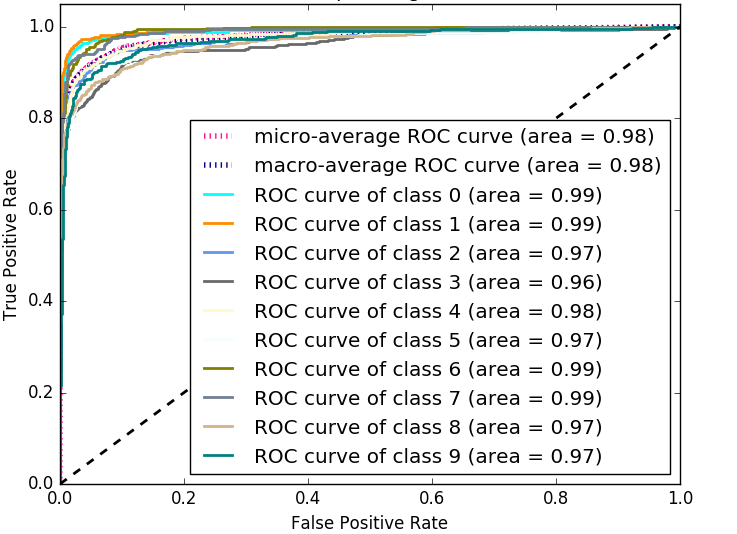 1.0
0.8
0.6
0.4
0.2
0.0
True Positive Rate
micro-average ROC curve (area = 0.98)
macro-average ROC curve (area = 0.98)
ROC curve of class 0 (area = 0.99)
ROC curve of class 1 (area = 0.99)
ROC curve of class 2 (area = 0.97)
ROC curve of class 3 (area = 0.96)
ROC curve of class 4 (area = 0.98)
ROC curve of class 5 (area = 0.97)
ROC curve of class 6 (area = 0.99)
ROC curve of class 7 (area = 0.99)
ROC curve of class 8 (area = 0.97)
ROC curve of class 9 (area = 0.97)
0.0 0.2 0.4 0.6 0.8 1.0
False Positive Rate